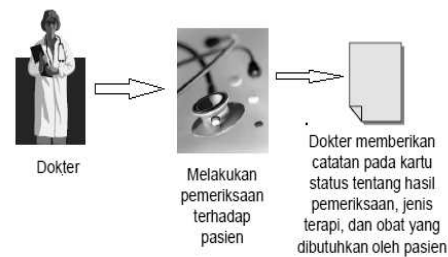 Dokter
Melakukan
pemeriksaan
terhadap
pasien
Dokter memberikan
catatan pada kartu
status tentang hasil
pemeriksaan, jenis
terapi, dan obat yang
dibutuhkan oleh pasien